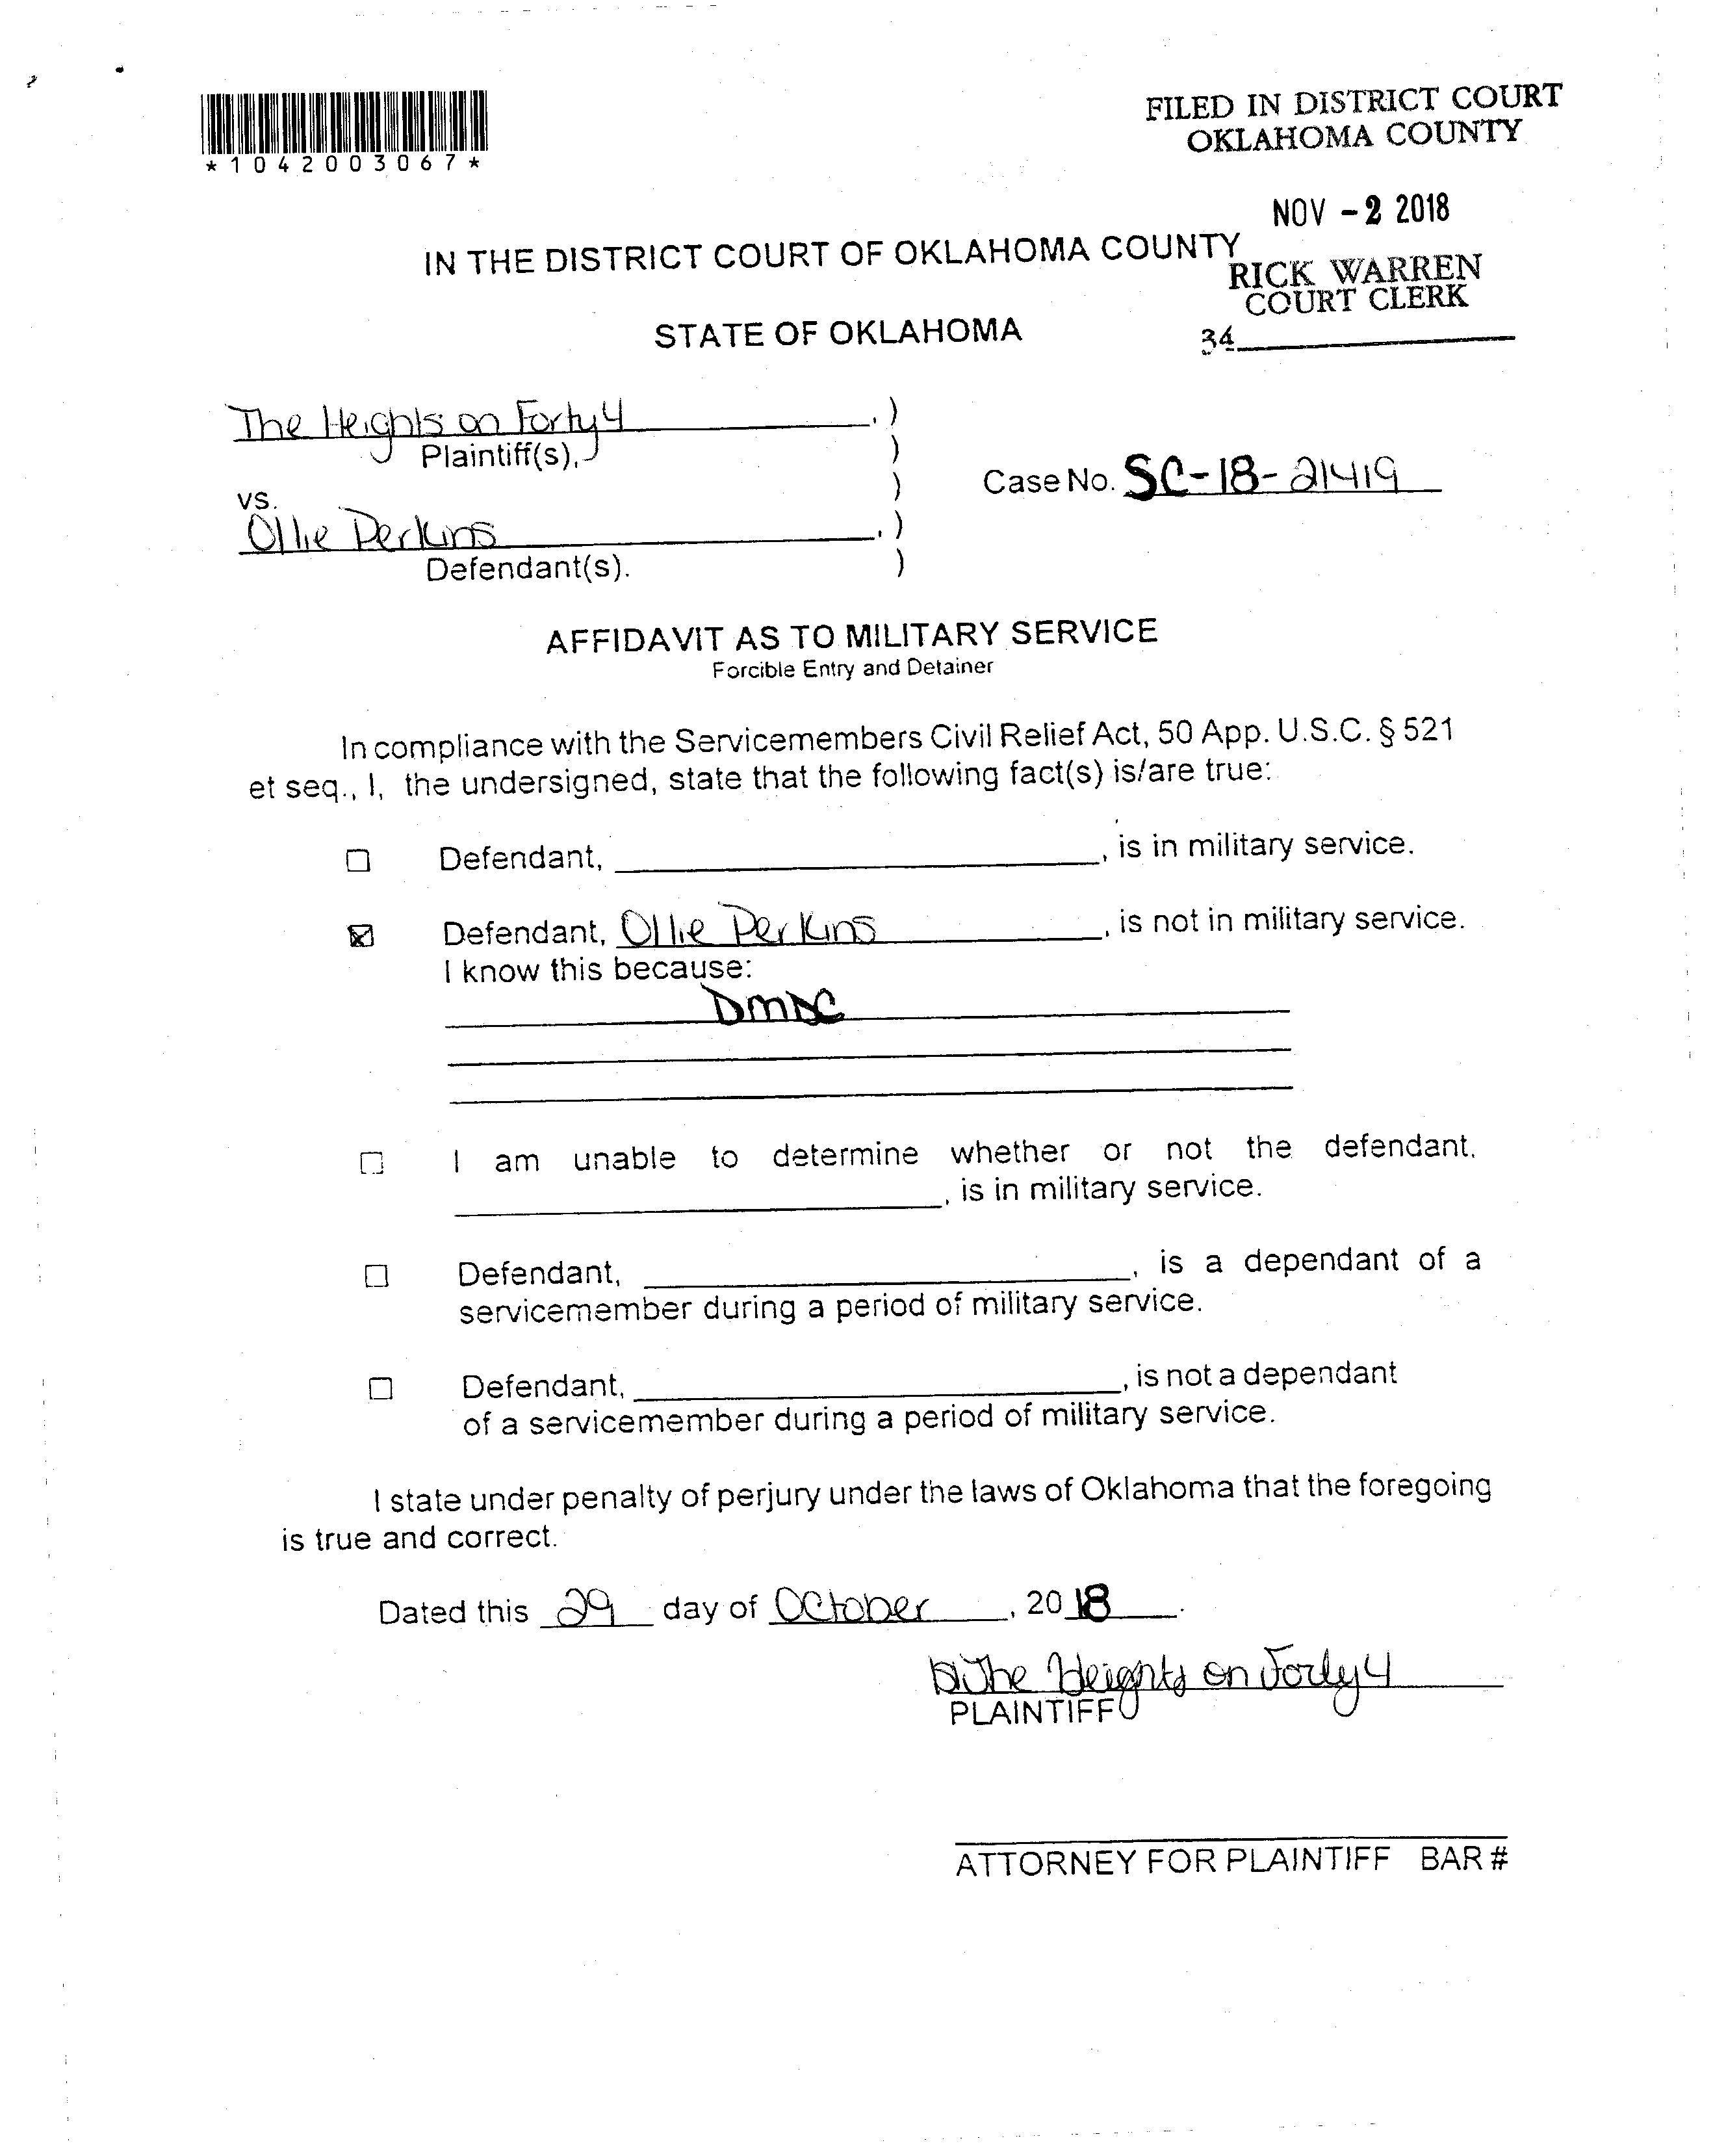 *1042003067*
FILED IN DISTRICT COURT
OKLAHOMA COUNTY
NOV -2 2018
RICK WARREN
COURT CLERK
34
IN THE DISTRICT COURT OF OKLAHOMA COUNTY
STATE OF OKLAHOMA
The Heights on Forty4 , )
Plaintiff(s), )
Case No. SC-18-21419 )
vs.
Ollie Perkins , )
Defendant(s). )
AFFIDAVIT AS TO MILITARY SERVICE
Forcible Entry and Detainer
In compliance with the Servicemembers Civil Relief Act, 50 App. U.S.C. § 521
et seq., I, the undersigned, state that the following fact(s) is/are true:
☐ Defendant, , is in military service.
☒ Defendant, Ollie Perkins , is not in military service.
I know this because:
DMDC
☐ I am unable to determine whether or not the defendant,
, is in military service.
☐ Defendant, , is a dependant of a
servicemember during a period of military service.
☐ Defendant, , is not a dependant
of a servicemember during a period of military service.
I state under penalty of perjury under the laws of Oklahoma that the foregoing
is true and correct.
Dated this 29 day of October , 2018 .
The Heights on Forty4
PLAINTIFF
ATTORNEY FOR PLAINTIFF BAR #